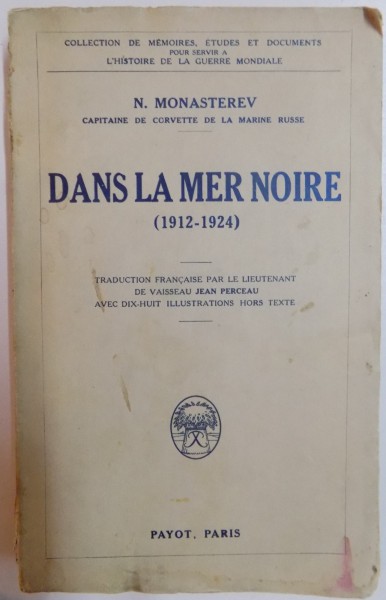 COLLECTION DE MÉMOIRES, ÉTUDES ET DOCUMENTS
POUR SERVIR A
L'HISTOIRE DE LA GUERRE MONDIALE
N. MONASTEREV
CAPITAINE DE CORVETTE DE LA MARINE RUSSE
DANS LA MER NOIRE
(1912-1924)
TRADUCTION FRANÇAISE PAR LE LIEUTENANT
DE VAISSEAU JEAN PERCEAU
AVEC DIX-HUIT ILLUSTRATIONS HORS TEXTE
PAYOT, PARIS